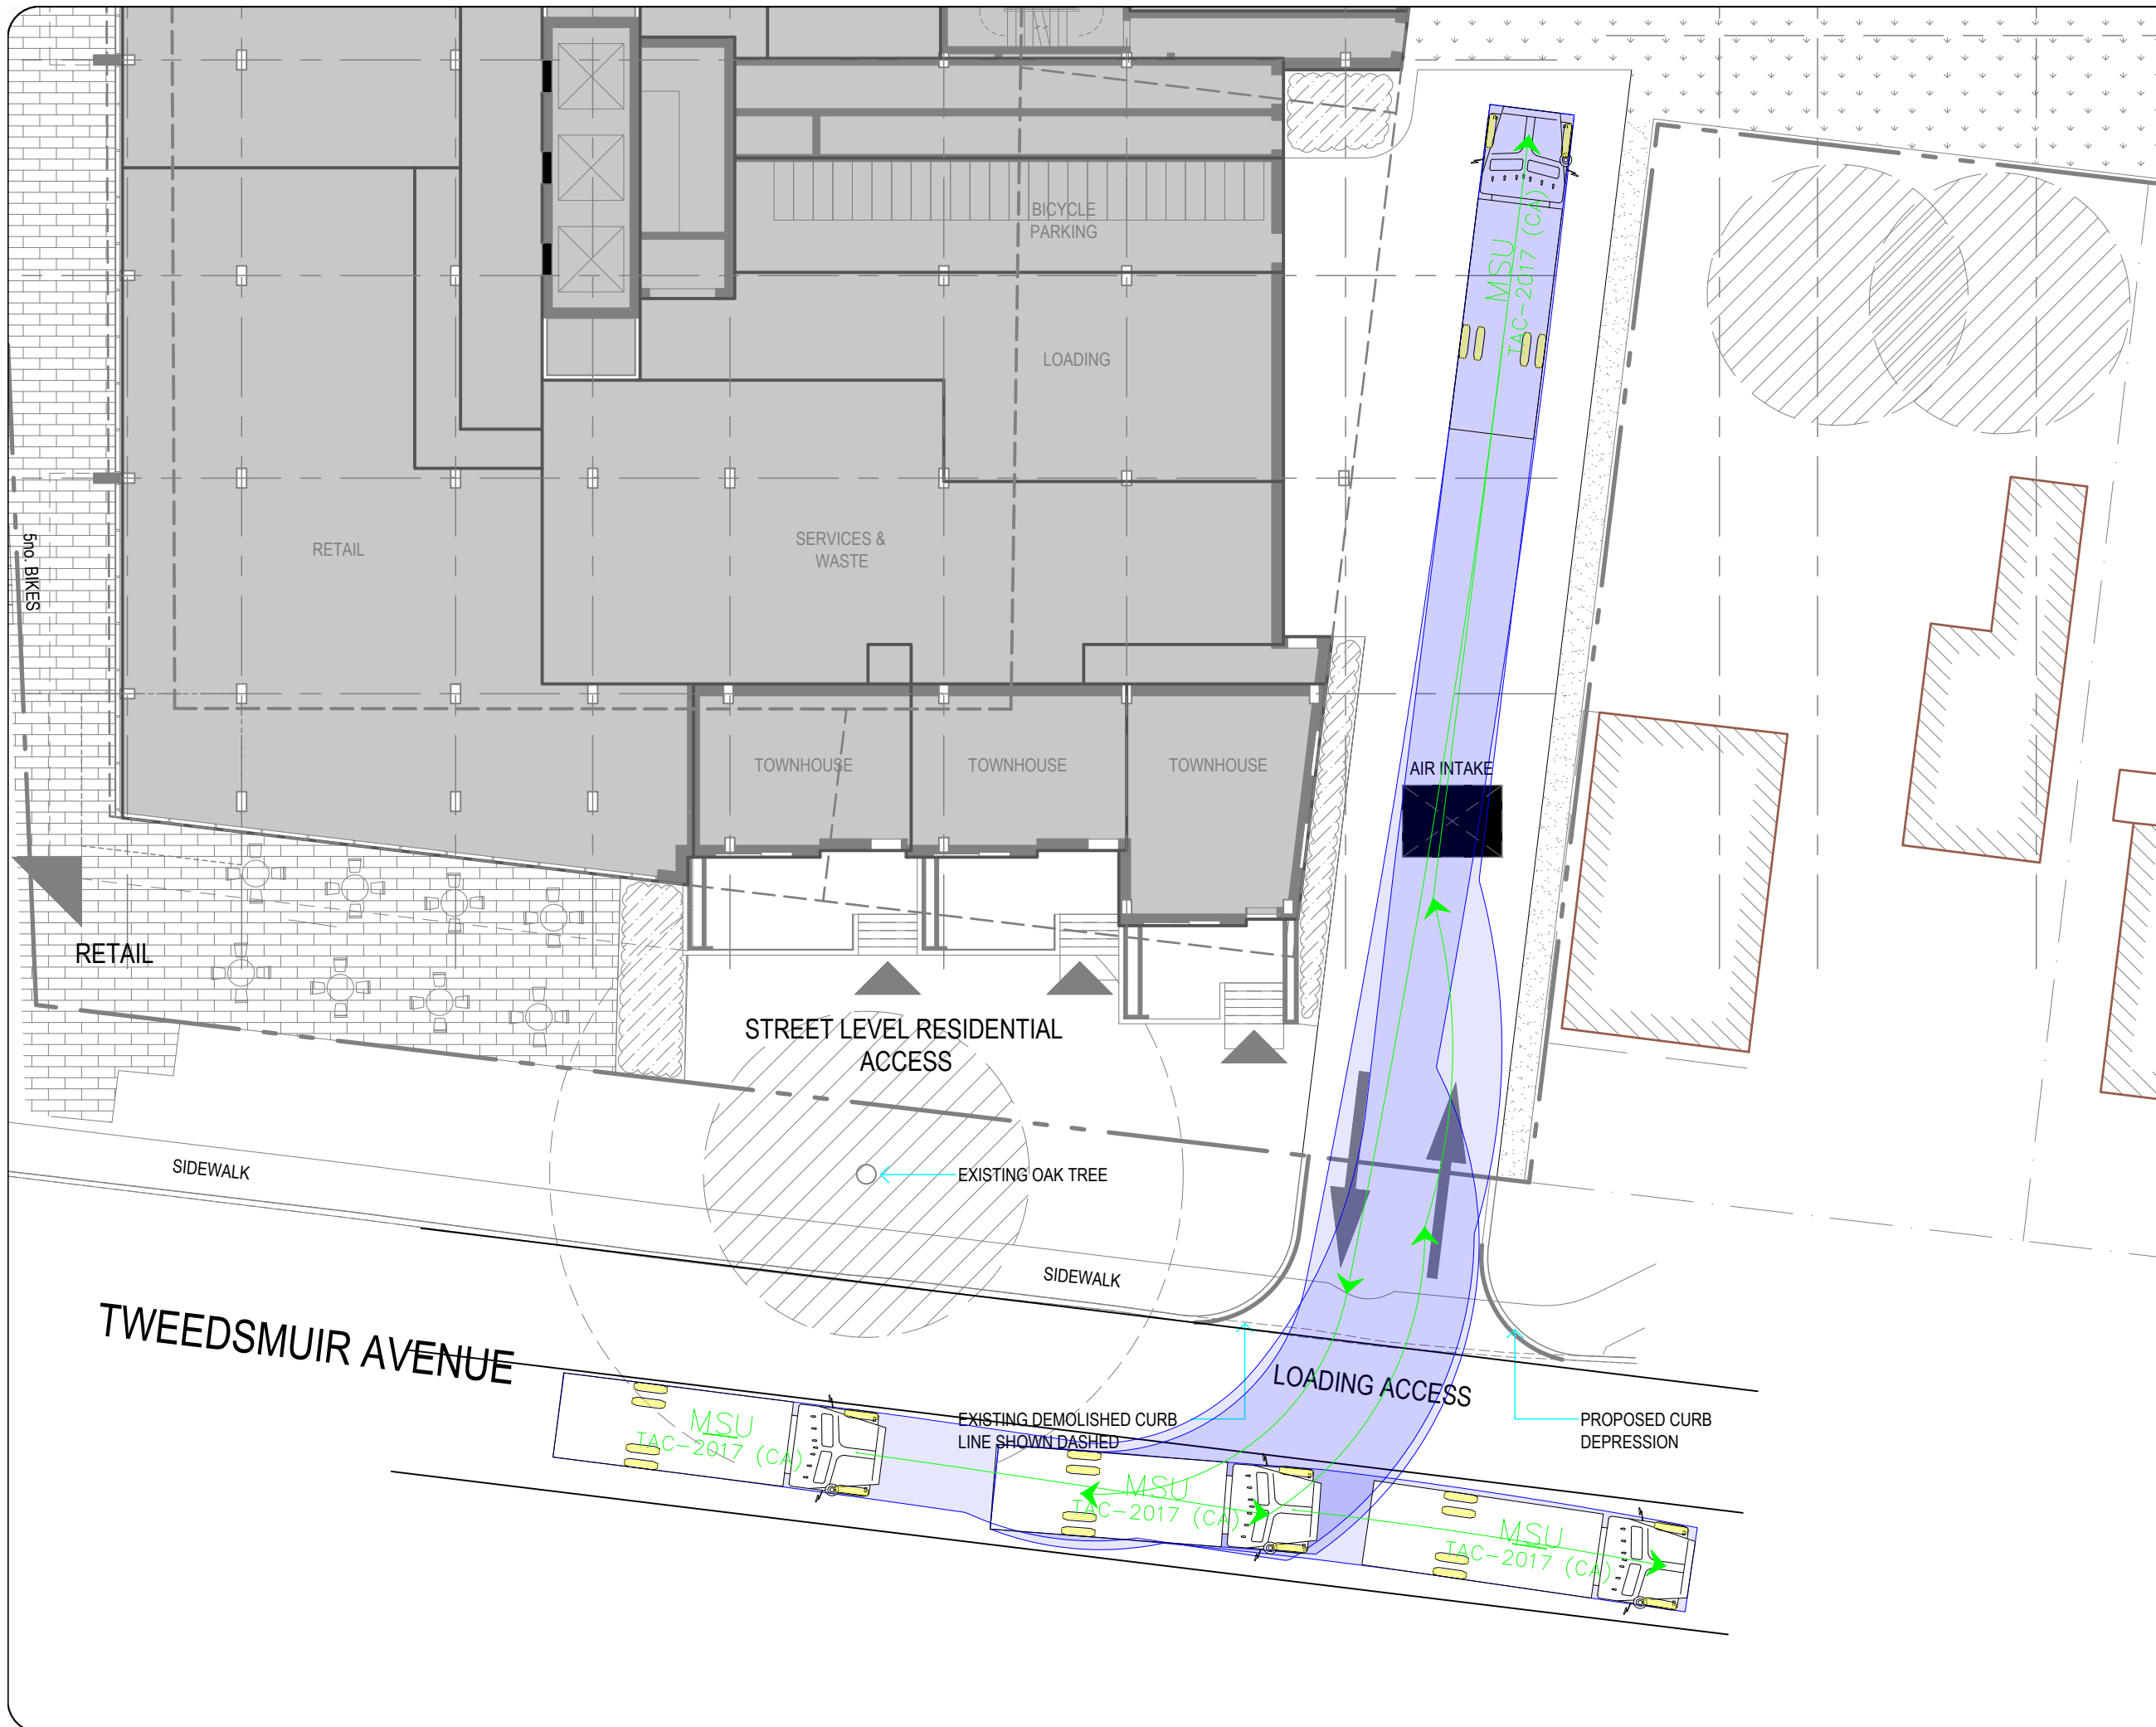 BICYCLE
PARKING
MSU
TAC-2017 (CA)
LOADING
5no. BIKES
RETAIL
SERVICES &
WASTE
TOWNHOUSE
TOWNHOUSE
TOWNHOUSE
AIR INTAKE
RETAIL
STREET LEVEL RESIDENTIAL
ACCESS
SIDEWALK
EXISTING OAK TREE
SIDEWALK
TWEEDSMUIR AVENUE
LOADING ACCESS
EXISTING DEMOLISHED CURB
LINE SHOWN DASHED
PROPOSED CURB
DEPRESSION
MSU
TAC-2017 (CA)
MSU
TAC-2017 (CA)
MSU
TAC-2017 (CA)